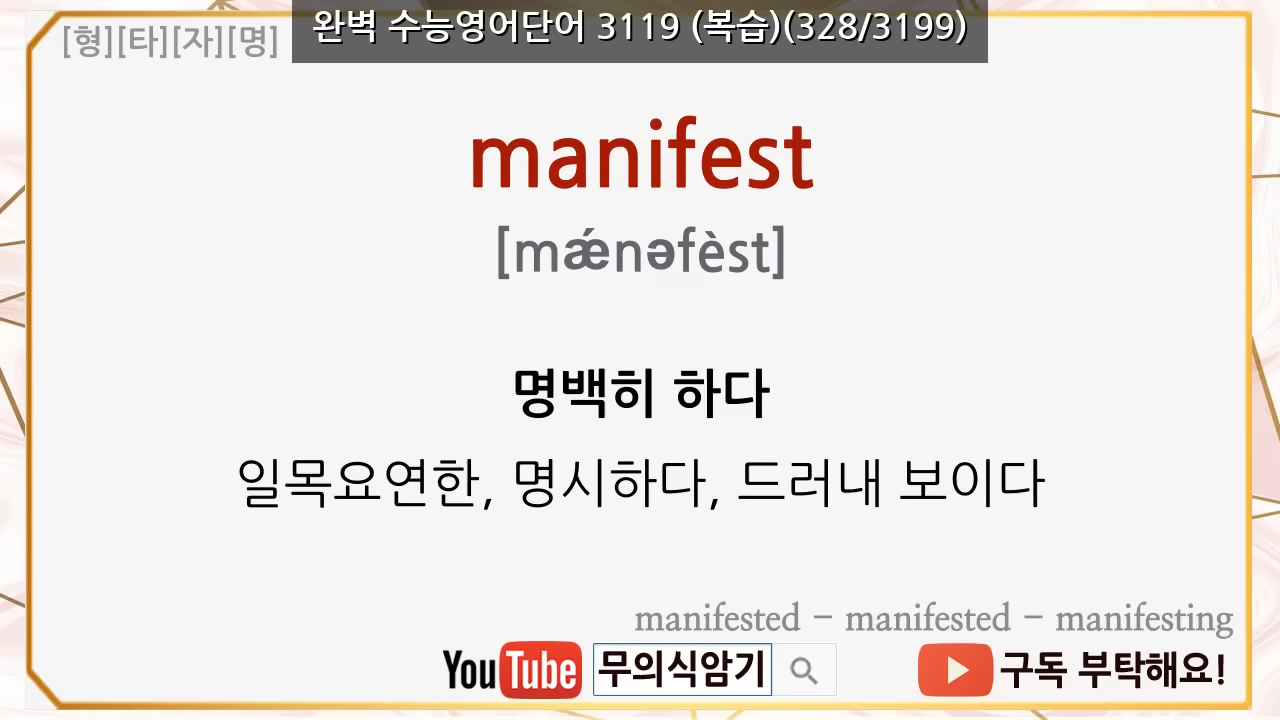 [형][타][자][명]
완벽 수능영어단어 3119 (복습)(328/3199)
manifest
[mǽnəfèst]
명백히 하다
일목요연한, 명시하다, 드러내 보이다
manifested - manifested - manifesting
YouTube 무의식암기 구독 부탁해요!